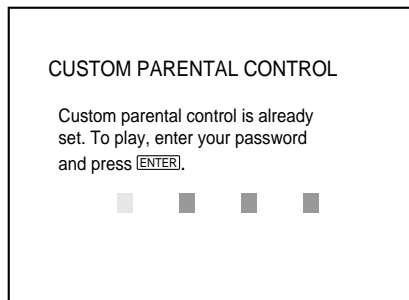 CUSTOM PARENTAL CONTROL
Custom parental control is already
set. To play, enter your password
and press ENTER.